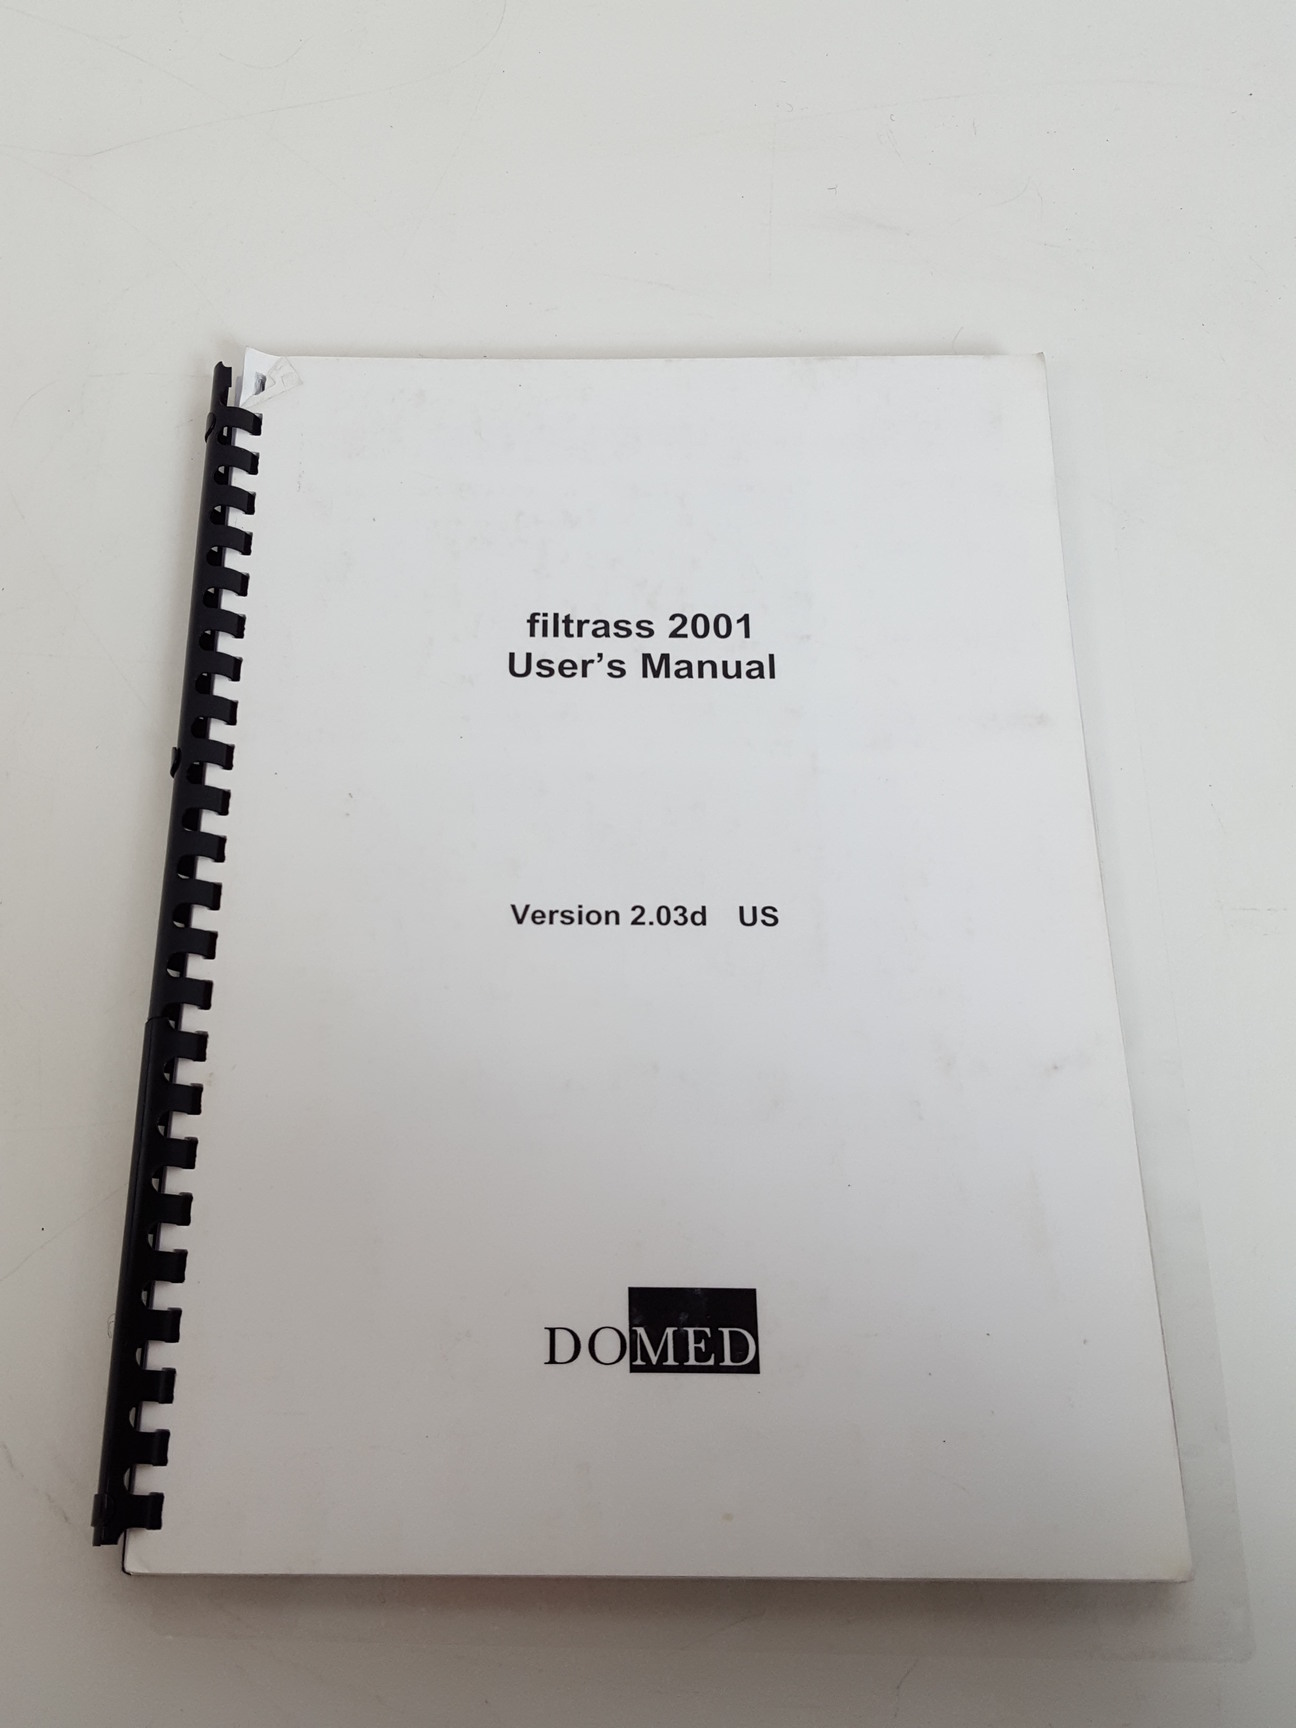 filtrass 2001
User’s Manual
Version 2.03d US
DOMED